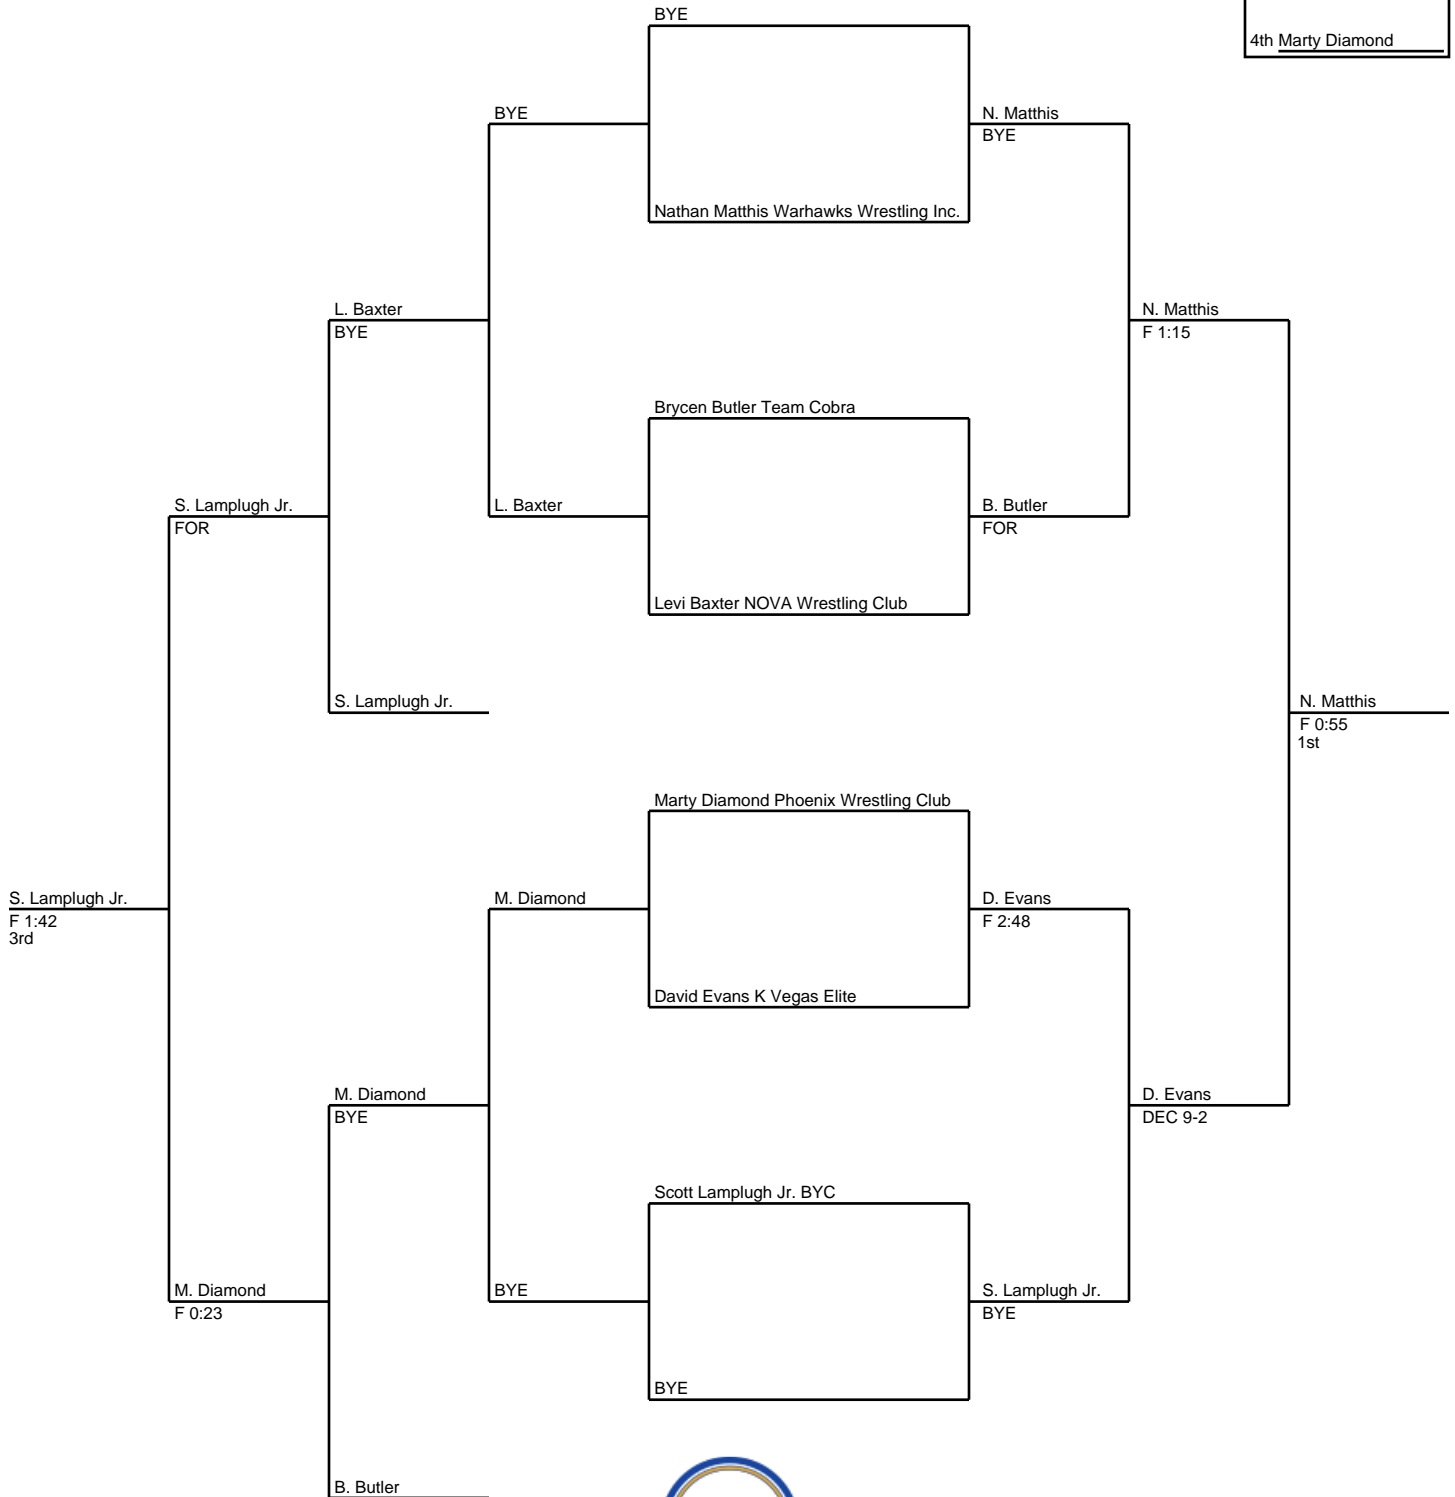 BYE
4th Marty Diamond
BYE
N. Matthis
BYE
Nathan Matthis Warhawks Wrestling Inc.
L. Baxter
BYE
N. Matthis
F 1:15
Brycen Butler Team Cobra
S. Lamplugh Jr.
FOR
L. Baxter
B. Butler
FOR
Levi Baxter NOVA Wrestling Club
S. Lamplugh Jr.
N. Matthis
F 0:55
1st
Marty Diamond Phoenix Wrestling Club
S. Lamplugh Jr.
F 1:42
3rd
M. Diamond
D. Evans
F 2:48
David Evans K Vegas Elite
M. Diamond
BYE
D. Evans
DEC 9-2
Scott Lamplugh Jr. BYC
M. Diamond
F 0:23
BYE
S. Lamplugh Jr.
BYE
BYE
B. Butler